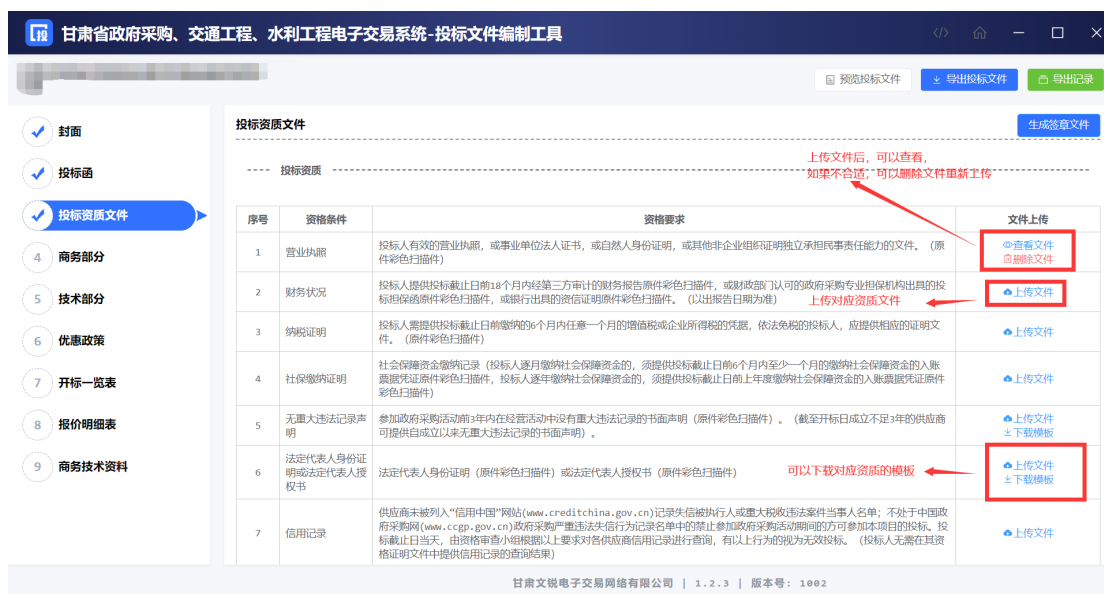 投 甘肃省政府采购、交通工程、水利工程电子交易系统-投标文件编制工具
预览投标文件 导出投标文件 导出记录
封面
投标函
投标资质文件
4 商务部分
5 技术部分
6 优惠政策
7 开标一览表
8 报价明细表
9 商务技术资料
投标资质文件 生成签章文件
投标资质
上传文件后，可以查看，
如果不合适，可以删除文件重新上传
序号 资格条件 资格要求 文件上传
1 营业执照 投标人有效的营业执照，或事业单位法人证书，或自然人身份证明，或其他非企业组织证明独立承担民事责任能力的文件。（原
件彩色扫描件）
查看文件
删除文件
2 财务状况 投标人提供投标截止日前18个月内经第三方审计的财务报告原件彩色扫描件，或财政部门认可的政府采购专业担保机构出具的投
标担保函原件彩色扫描件，或银行出具的资信证明原件彩色扫描件。（以出报告日期为准）
上传对应资质文件
上传文件
3 纳税证明 投标人需提供投标截止日前缴纳的6个月内任意一个月的增值税或企业所得税的凭据，依法免税的投标人，应提供相应的证明文
件。（原件彩色扫描件）
上传文件
4 社保缴纳证明 社会保障资金缴纳记录（投标人逐月缴纳社会保障资金的，须提供投标截止日前6个月内至少一个月的缴纳社会保障资金的入账
票据凭证原件彩色扫描件，投标人逐年缴纳社会保障资金的，须提供投标截止日前上年度缴纳社会保障资金的入账票据凭证原件
彩色扫描件）
上传文件
5 无重大违法记录声
明
参加政府采购活动前3年内在经营活动中没有重大违法记录的书面声明（原件彩色扫描件）。（截至开标日成立不足3年的供应商
可提供自成立以来无重大违法记录的书面声明）.
上传文件
下载模板
6 法定代表人身份证
明或法定代表人授
权书
法定代表人身份证明（原件彩色扫描件）或法定代表人授权书（原件彩色扫描件）
可以下载对应资质的模板
上传文件
下载模板
7 信用记录 供应商未被列入“信用中国”网站(www.creditchina.gov.cn)记录失信被执行人或重大税收违法案件当事人名单；不处于中国政
府采购网(www.ccgp.gov.cn)政府采购严重违法失信行为记录名单中的禁止参加政府采购活动期间的方可参加本项目的投标。投
标截止日当天，由资格审查小组根据以上要求对各供应商信用记录进行查询，有以上行为的视为无效投标。（投标人无需在其资
格证明文件中提供信用记录的查询结果）
上传文件
甘肃文锐电子交易网络有限公司 | 1.2.3 | 版本号: 1002